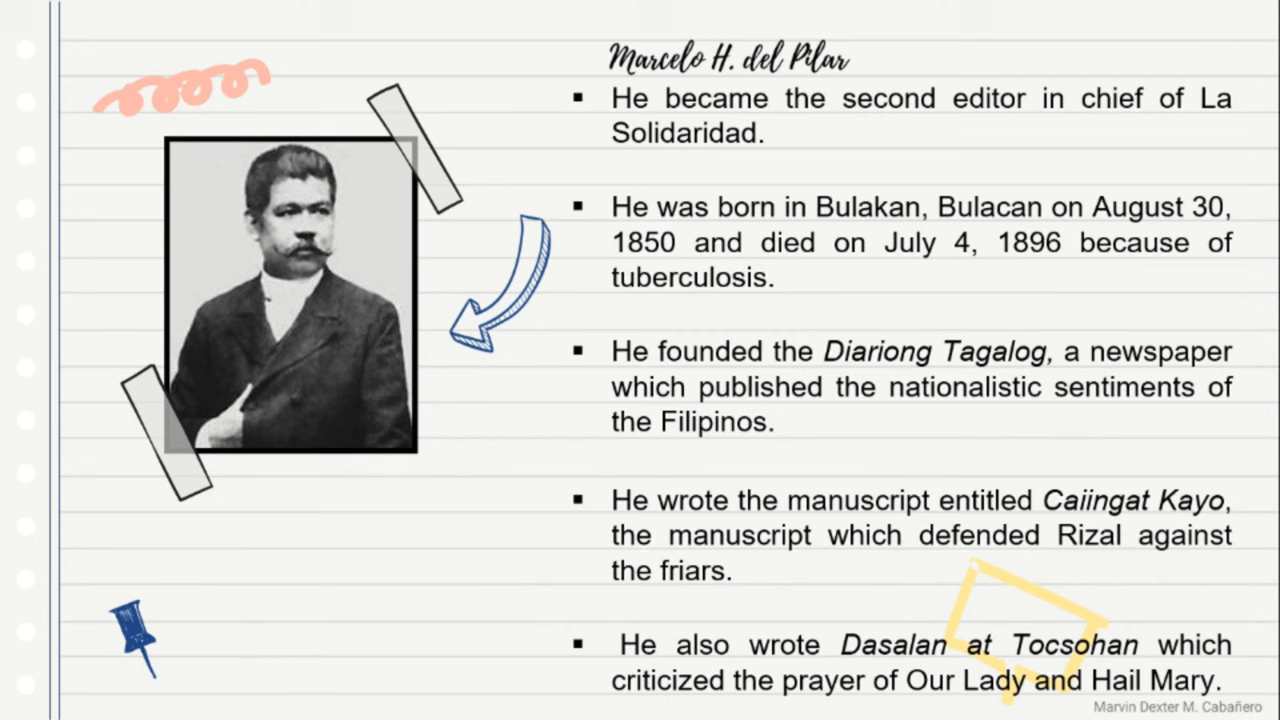 Marcelo H. del Pilar
▪ He became the second editor in chief of La
Solidaridad.
▪ He was born in Bulakan, Bulacan on August 30,
1850 and died on July 4, 1896 because of
tuberculosis.
▪ He founded the Diariong Tagalog, a newspaper
which published the nationalistic sentiments of
the Filipinos.
▪ He wrote the manuscript entitled Caiingat Kayo,
the manuscript which defended Rizal against
the friars.
▪ He also wrote Dasalan at Tocsohan which
criticized the prayer of Our Lady and Hail Mary.
Marvin Dexter M. Cabañero